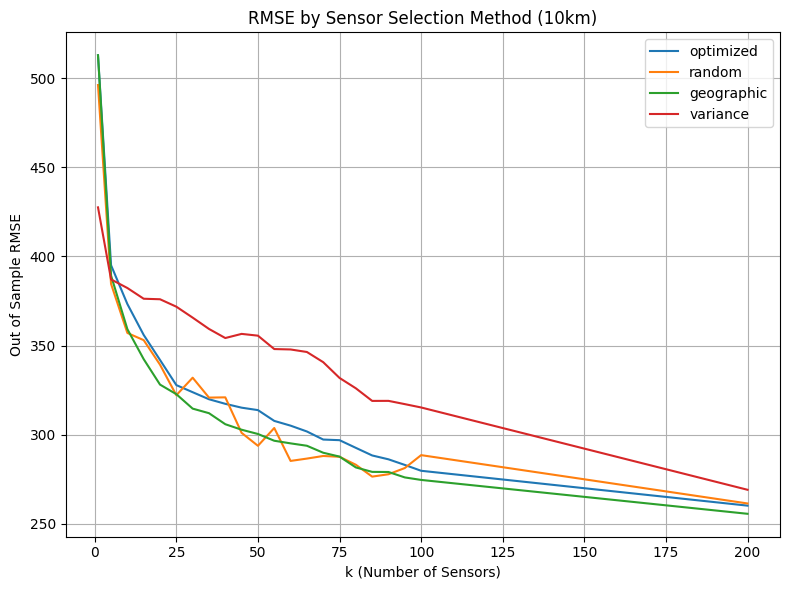 RMSE by Sensor Selection Method (10km)
optimized
random
geographic
variance
Out of Sample RMSE
500
450
400
350
300
250
0 25 50 75 100 125 150 175 200
k (Number of Sensors)